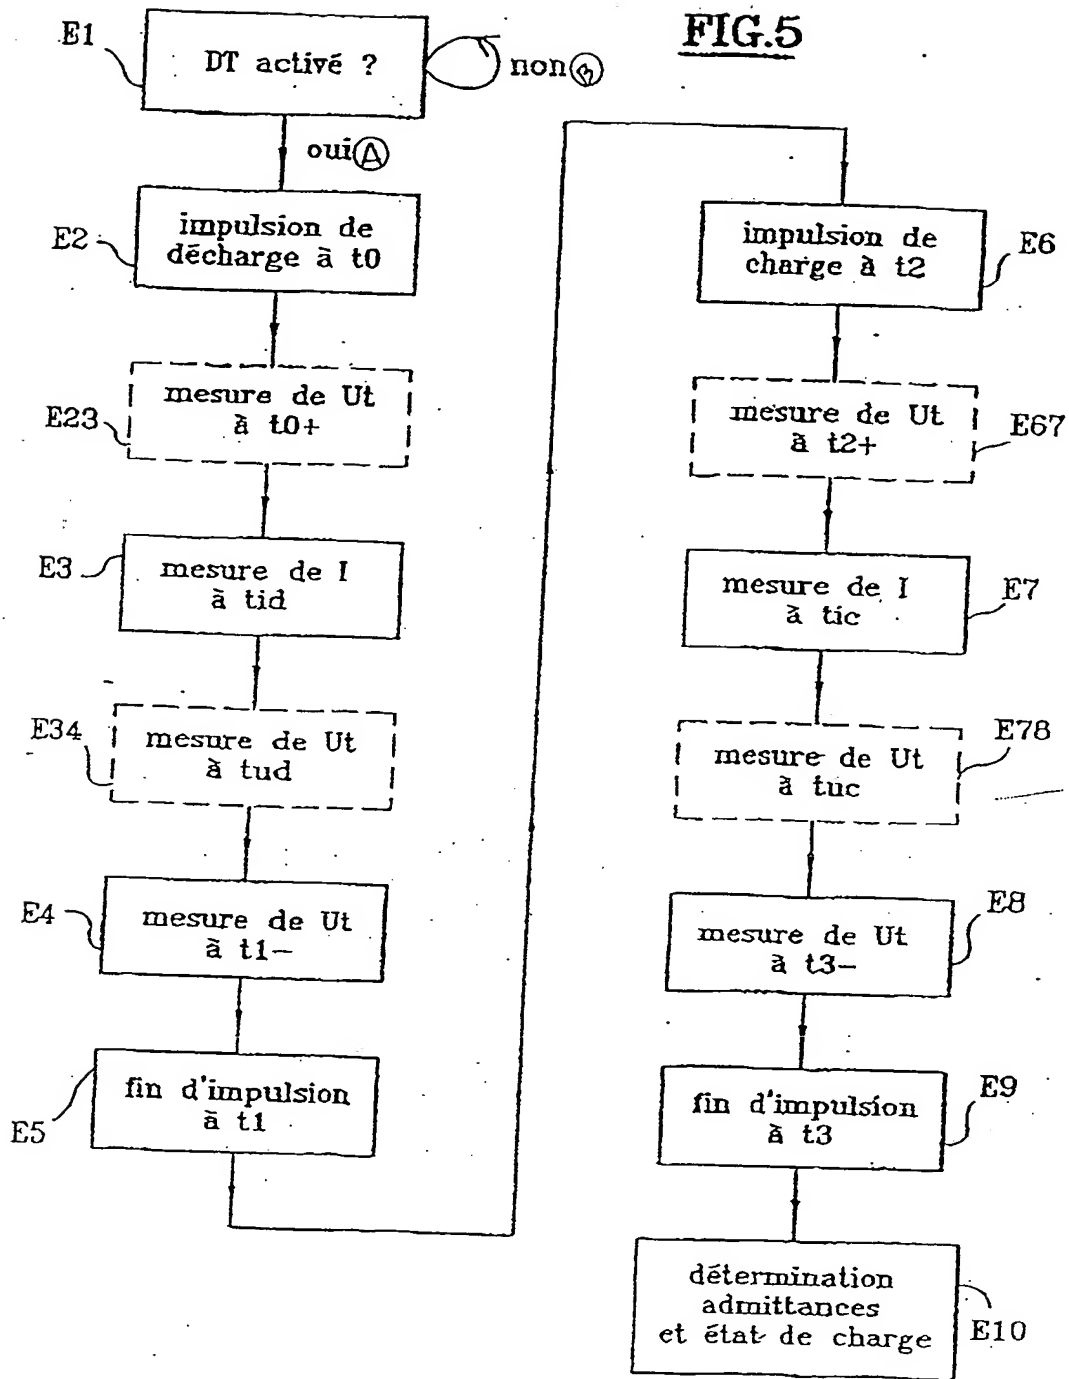 FIG.5
E1
DT activé ?
non Ⓑ
oui Ⓐ
E2
impulsion de
décharge à t0
E23
mesure de Ut
à t0+
E3
mesure de I
à tid
E34
mesure de Ut
à tud
E4
mesure de Ut
à t1-
E5
fin d'impulsion
à t1
impulsion de
charge à t2
E6
mesure de Ut
à t2+
E67
mesure de I
à tic
E7
mesure de Ut
à tuc
E78
mesure de Ut
à t3-
E8
fin d'impulsion
à t3
E9
détermination
admittances
et état de charge
E10